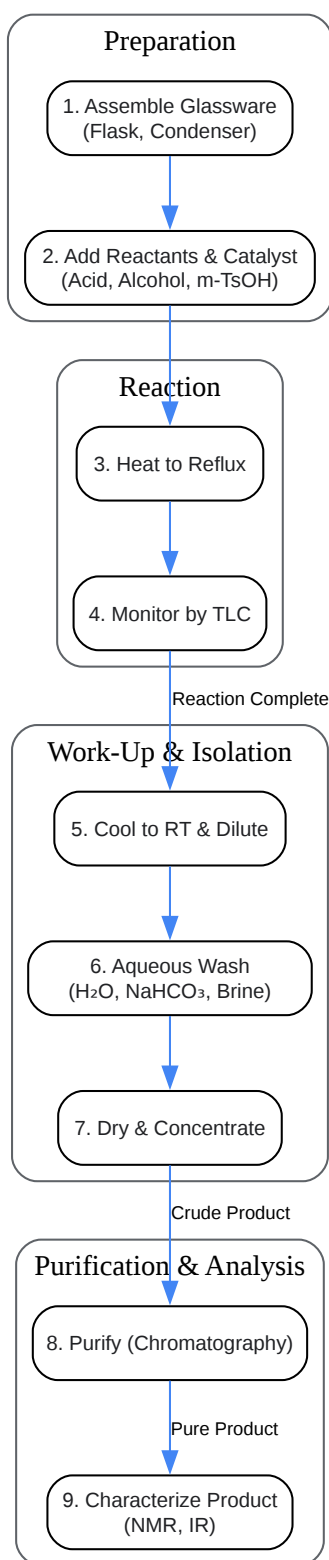 Preparation
1. Assemble Glassware
(Flask, Condenser)
2. Add Reactants & Catalyst
(Acid, Alcohol, m-TsOH)
Reaction
3. Heat to Reflux
4. Monitor by TLC
Reaction Complete
Work-Up & Isolation
5. Cool to RT & Dilute
6. Aqueous Wash
(H₂O, NaHCO₃, Brine)
7. Dry & Concentrate
Crude Product
Purification & Analysis
8. Purify (Chromatography)
Pure Product
9. Characterize Product
(NMR, IR)